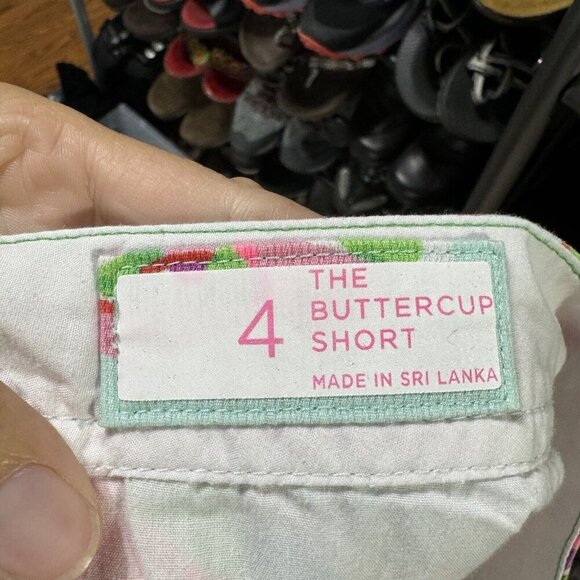 4
THE
BUTTERCUP
SHORT
MADE IN SRI LANKA